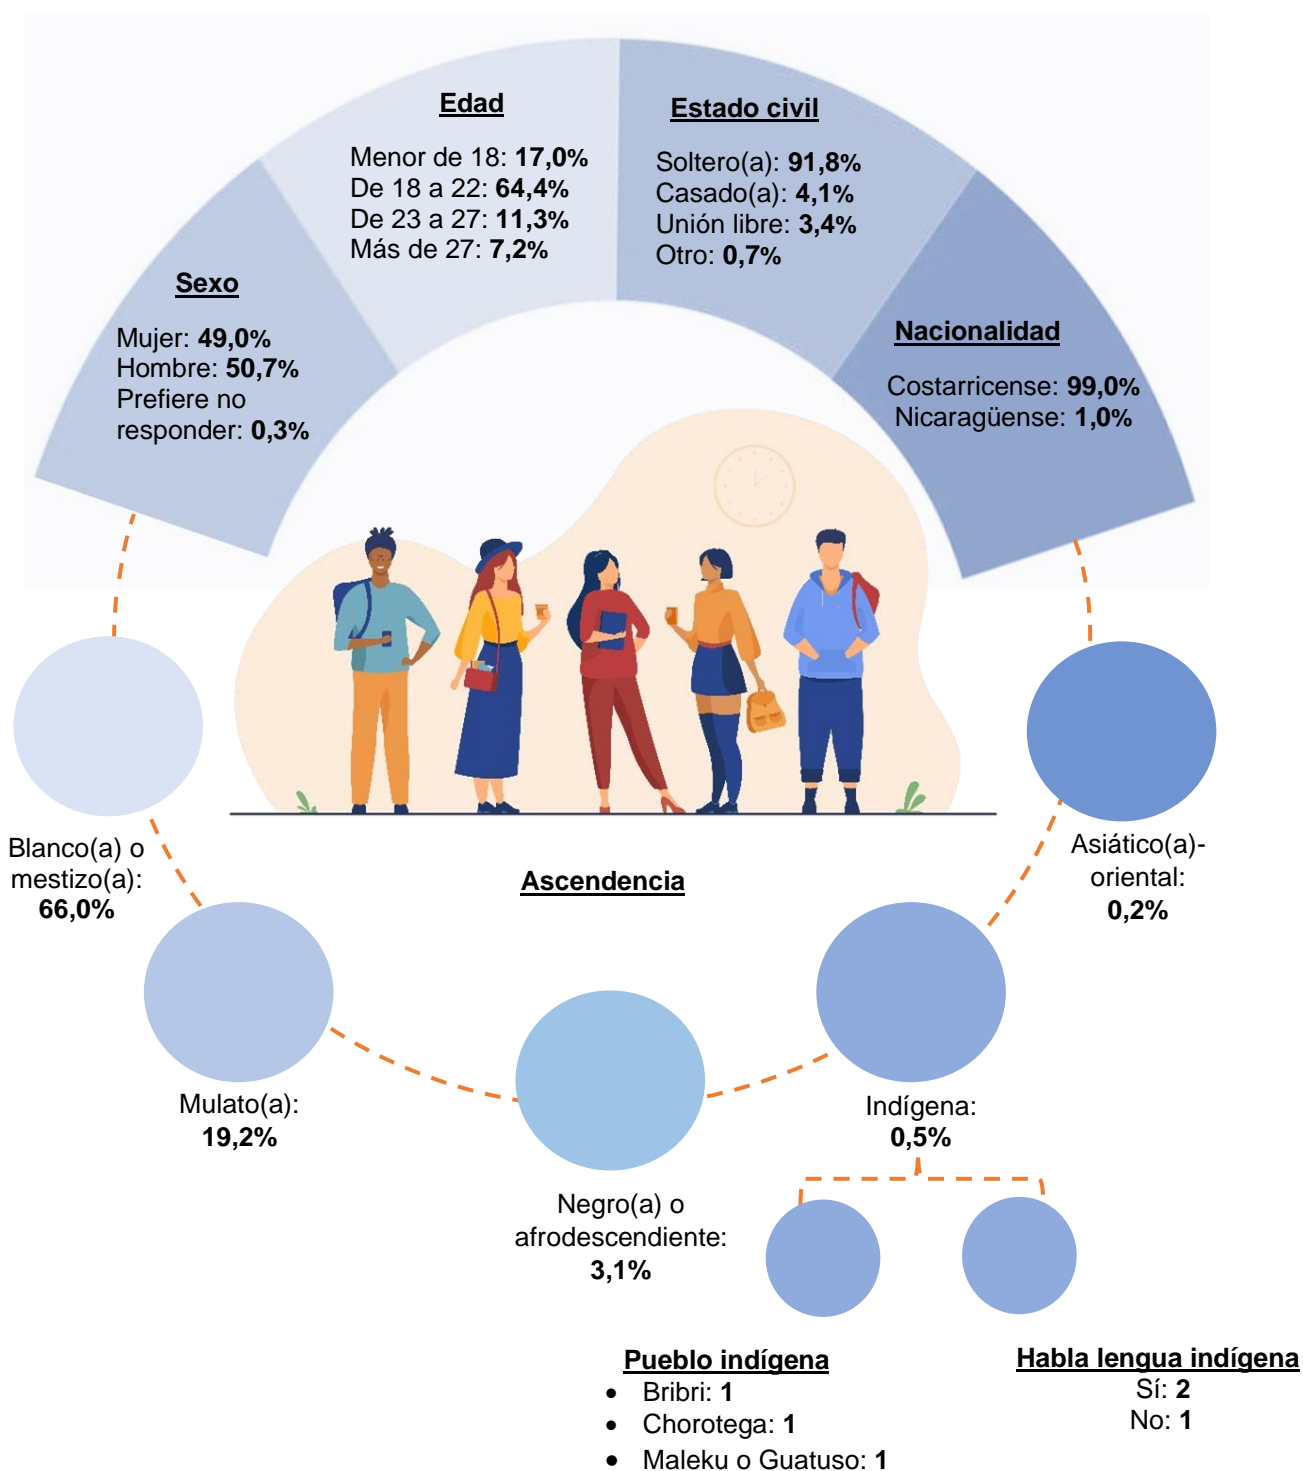 Edad
Menor de 18: 17,0%
De 18 a 22: 64,4%
De 23 a 27: 11,3%
Más de 27: 7,2%
Estado civil
Soltero(a): 91,8%
Casado(a): 4,1%
Unión libre: 3,4%
Otro: 0,7%
Sexo
Mujer: 49,0%
Hombre: 50,7%
Prefiere no
responder: 0,3%
Nacionalidad
Costarricense: 99,0%
Nicaragüense: 1,0%
Blanco(a) o
mestizo(a):
66,0%
Ascendencia
Asiático(a)-
oriental:
0,2%
Mulato(a):
19,2%
Indígena:
0,5%
Negro(a) o
afrodescendiente:
3,1%
Pueblo indígena
• Bribri: 1
• Chorotega: 1
• Maleku o Guatuso: 1
Habla lengua indígena
Sí: 2
No: 1